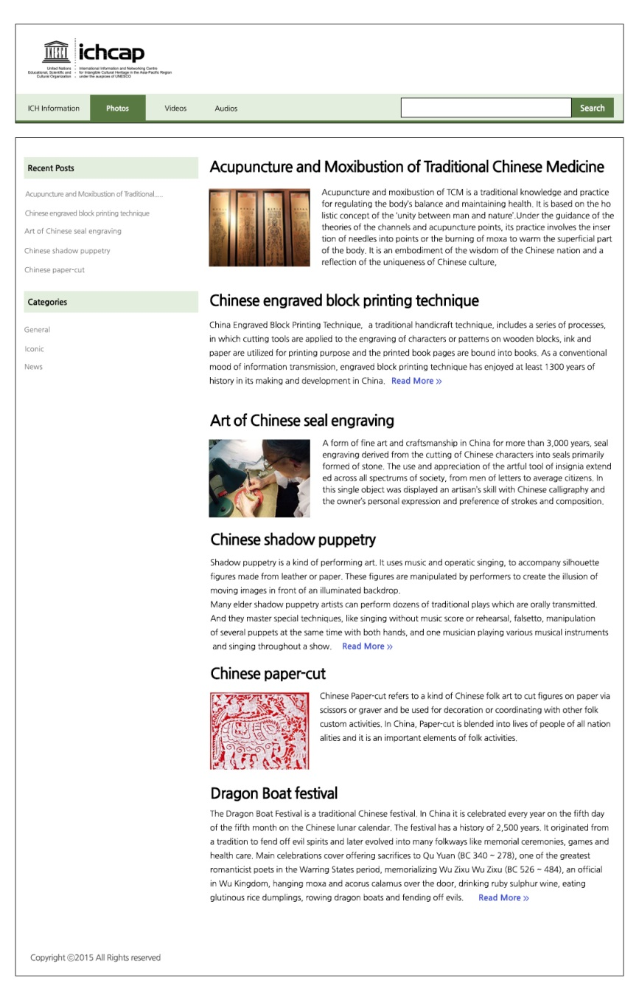 UNESCO
ichcap
United Nations
Educational, Scientific and
Cultural Organization
International Information and Networking Centre
for Intangible Cultural Heritage in the Asia-Pacific Region
under the auspices of UNESCO
ICH Information
Photos
Videos
Audios
Search
Recent Posts
Acupuncture and Moxibustion of Traditional.....
Chinese engraved block printing technique
Art of Chinese seal engraving
Chinese shadow puppetry
Chinese paper-cut
Categories
General
Iconic
News
Acupuncture and Moxibustion of Traditional Chinese Medicine
Acupuncture and moxibustion of TCM is a traditional knowledge and practice
for regulating the body's balance and maintaining health. It is based on the ho
listic concept of the 'unity between man and nature'.Under the guidance of the
theories of the channels and acupuncture points, its practice involves the inser
tion of needles into points or the burning of moxa to warm the superficial part
of the body. It is an embodiment of the wisdom of the Chinese nation and a
reflection of the uniqueness of Chinese culture,
Chinese engraved block printing technique
China Engraved Block Printing Technique, a traditional handicraft technique, includes a series of processes,
in which cutting tools are applied to the engraving of characters or patterns on wooden blocks, ink and
paper are utilized for printing purpose and the printed book pages are bound into books. As a conventional
mood of information transmission, engraved block printing technique has enjoyed at least 1300 years of
history in its making and development in China. Read More »
Art of Chinese seal engraving
A form of fine art and craftsmanship in China for more than 3,000 years, seal
engraving derived from the cutting of Chinese characters into seals primarily
formed of stone. The use and appreciation of the artful tool of insignia extend
ed across all spectrums of society, from men of letters to average citizens. In
this single object was displayed an artisan's skill with Chinese calligraphy and
the owner's personal expression and preference of strokes and composition.
Chinese shadow puppetry
Shadow puppetry is a kind of performing art. It uses music and operatic singing, to accompany silhouette
figures made from leather or paper. These figures are manipulated by performers to create the illusion of
moving images in front of an illuminated backdrop.
Many elder shadow puppetry artists can perform dozens of traditional plays which are orally transmitted.
And they master special techniques, like singing without music score or rehearsal, falsetto, manipulation
of several puppets at the same time with both hands, and one musician playing various musical instruments
and singing throughout a show. Read More »
Chinese paper-cut
Chinese Paper-cut refers to a kind of Chinese folk art to cut figures on paper via
scissors or graver and be used for decoration or coordinating with other folk
custom activities. In China, Paper-cut is blended into lives of people of all nation
alities and it is an important elements of folk activities.
Dragon Boat festival
The Dragon Boat Festival is a traditional Chinese festival. In China it is celebrated every year on the fifth day
of the fifth month on the Chinese lunar calendar. The festival has a history of 2,500 years. It originated from
a tradition to fend off evil spirits and later evolved into many folkways like memorial ceremonies, games and
health care. Main celebrations cover offering sacrifices to Qu Yuan (BC 340 ~ 278), one of the greatest
romanticist poets in the Warring States period, memorializing Wu Zixu Wu Zixu (BC 526 ~ 484), an official
in Wu Kingdom, hanging moxa and acorus calamus over the door, drinking ruby sulphur wine, eating
glutinous rice dumplings, rowing dragon boats and fending off evils. Read More »
Copyright ⓒ2015 All Rights reserved